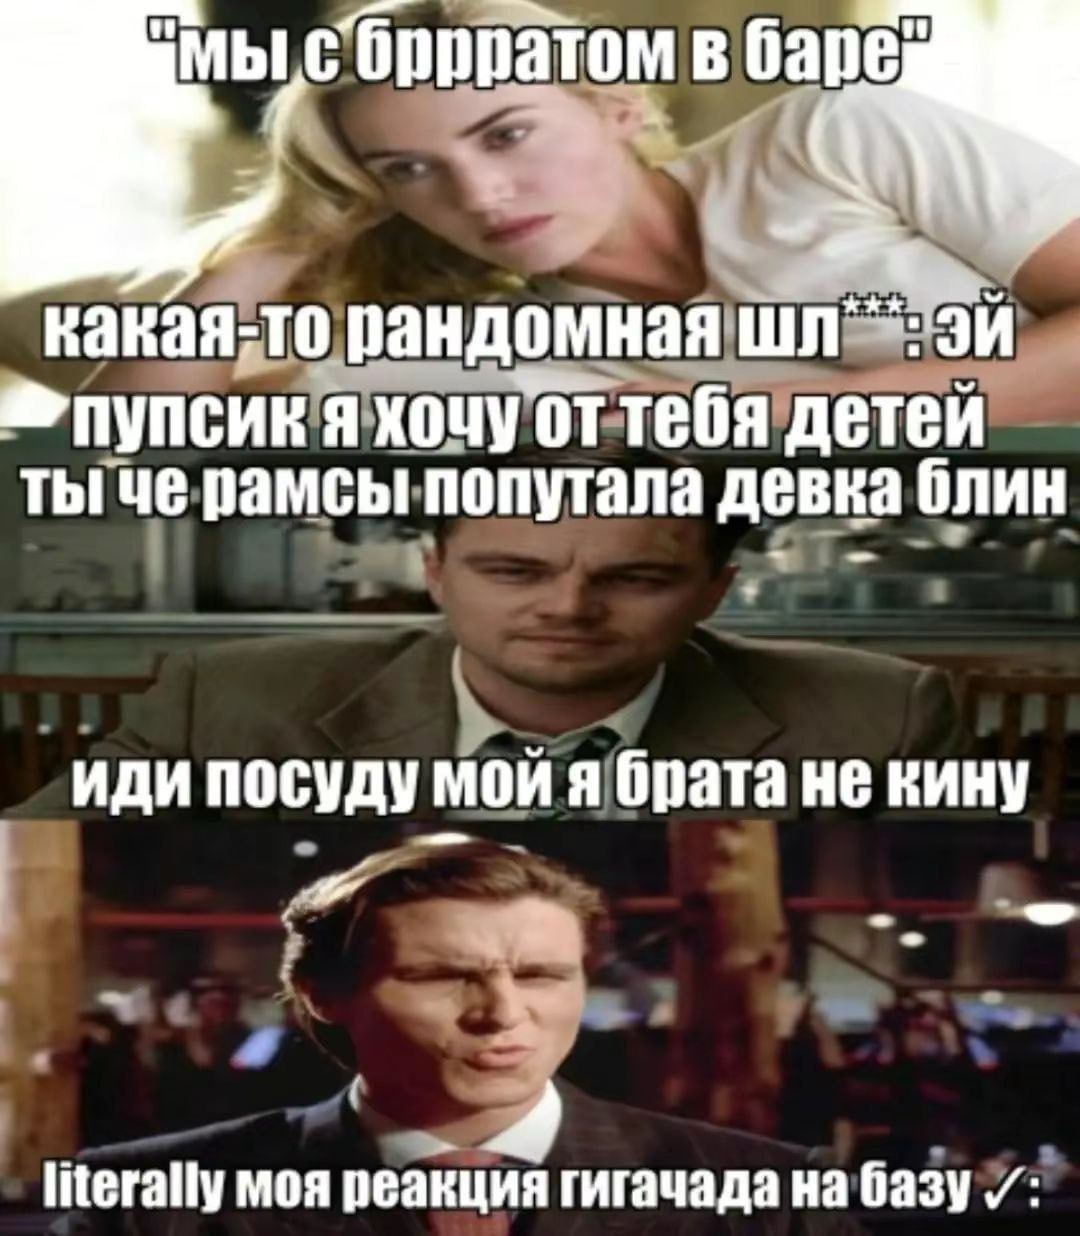 "мы с бррратом в баре"
какая-то рандомная шл***: эй
пупсик я хочу от тебя детей
ты че рамсы попутала девка блин
иди посуду мой я брата не кину
literally моя реакция гигачада на базу ✓: